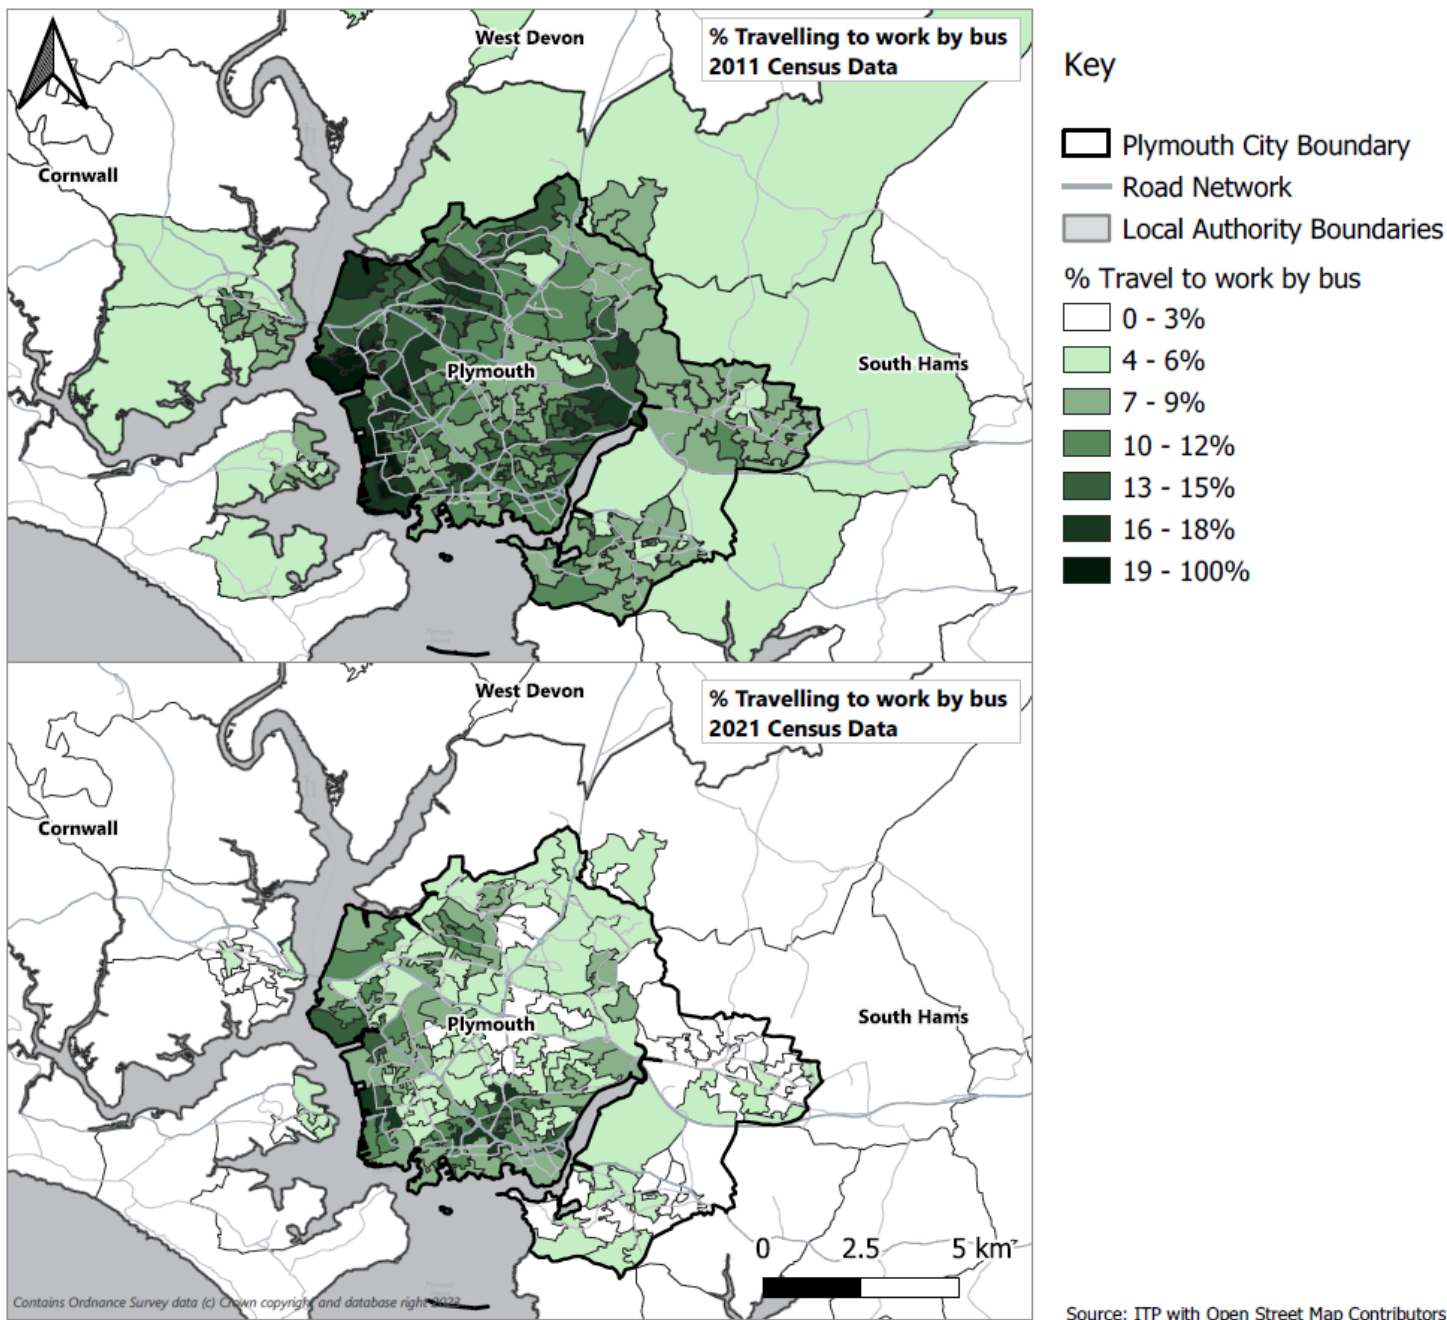 West Devon
% Travelling to work by bus
2011 Census Data
Cornwall
Plymouth
South Hams
Key
Plymouth City Boundary
Road Network
Local Authority Boundaries
% Travel to work by bus
0 - 3%
4 - 6%
7 - 9%
10 - 12%
13 - 15%
16 - 18%
19 - 100%
West Devon
% Travelling to work by bus
2021 Census Data
Cornwall
Plymouth
South Hams
0 2.5 5 km
Contains Ordnance Survey data (c) Crown copyright and database right 2023
Source: ITP with Open Street Map Contributors